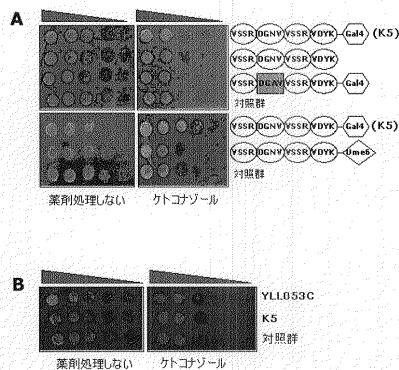 A
VSSR DGNV VSSR VDYK Gal4 (K5)
VSSR DGNV VSSR VDYK
VSSR DGAV VSSR VDYK Gal4
対照群
VSSR DGNV VSSR VDYK Gal4 (K5)
VSSR DGNV VSSR VDYK Ume6
対照群
薬剤処理しない ケトコナゾール
B
YLL053C
K5
対照群
薬剤処理しない ケトコナゾール